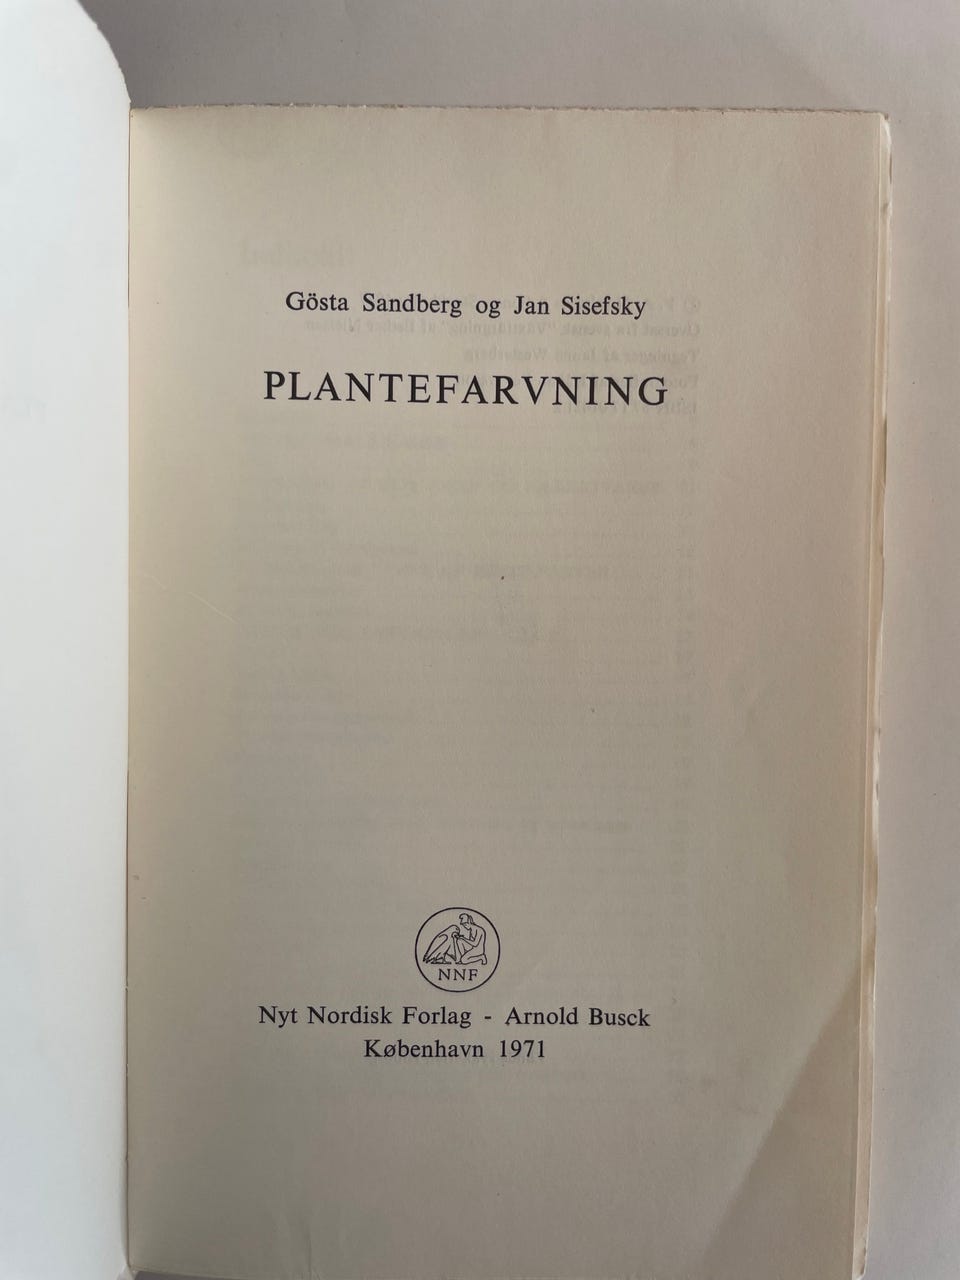 Gösta Sandberg og Jan Sisefsky
PLANTEFARVNING
NNF
Nyt Nordisk Forlag - Arnold Busck
København 1971